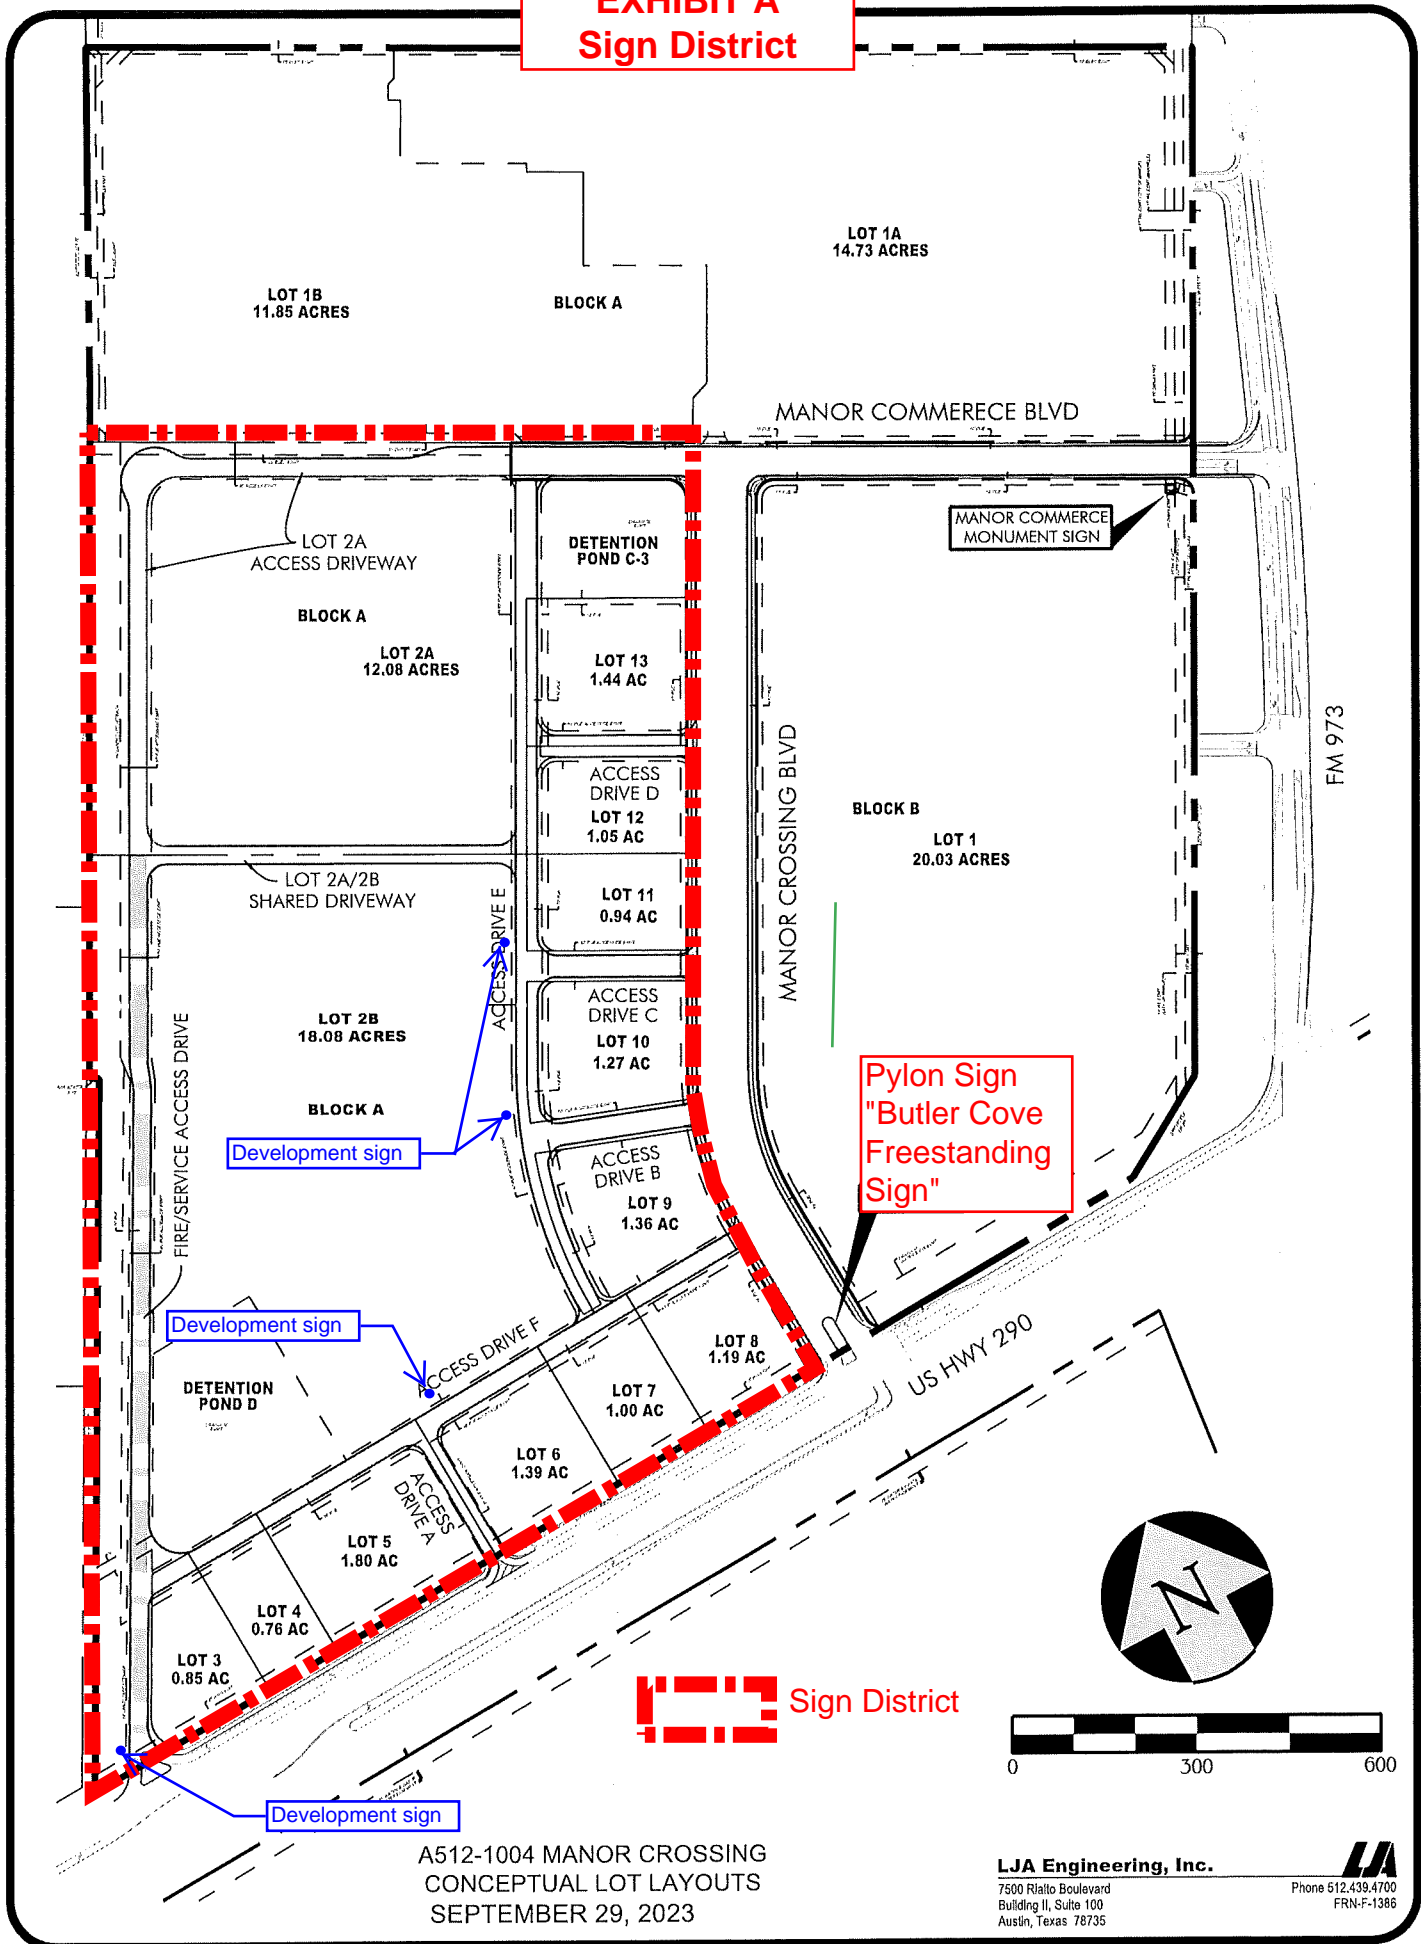 EXHIBIT A
Sign District
LOT 1A
14.73 ACRES
LOT 1B
11.85 ACRES
BLOCK A
MANOR COMMERECE BLVD
MANOR COMMERCE
MONUMENT SIGN
LOT 2A
ACCESS DRIVEWAY
DETENTION
POND C-3
BLOCK A
LOT 2A
12.08 ACRES
LOT 13
1.44 AC
FM 973
MANOR CROSSING BLVD
ACCESS
DRIVE D
LOT 12
1.05 AC
BLOCK B
LOT 1
20.03 ACRES
LOT 2A/2B
SHARED DRIVEWAY
LOT 11
0.94 AC
ACCESS DRIVE E
ACCESS
DRIVE C
LOT 10
1.27 AC
LOT 2B
18.08 ACRES
FIRE/SERVICE ACCESS DRIVE
BLOCK A
Development sign
Pylon Sign
"Butler Cove
Freestanding
Sign"
ACCESS
DRIVE B
LOT 9
1.36 AC
Development sign
ACCESS DRIVE F
LOT 8
1.19 AC
US HWY 290
DETENTION
POND D
LOT 7
1.00 AC
LOT 6
1.39 AC
ACCESS
DRIVE A
LOT 5
1.80 AC
LOT 4
0.76 AC
LOT 3
0.85 AC
N
Sign District
0 300 600
Development sign
A512-1004 MANOR CROSSING
CONCEPTUAL LOT LAYOUTS
SEPTEMBER 29, 2023
LJA Engineering, Inc.
7500 Rialto Boulevard
Building II, Suite 100
Austin, Texas 78735
LJA
Phone 512.439.4700
FRN-F-1386